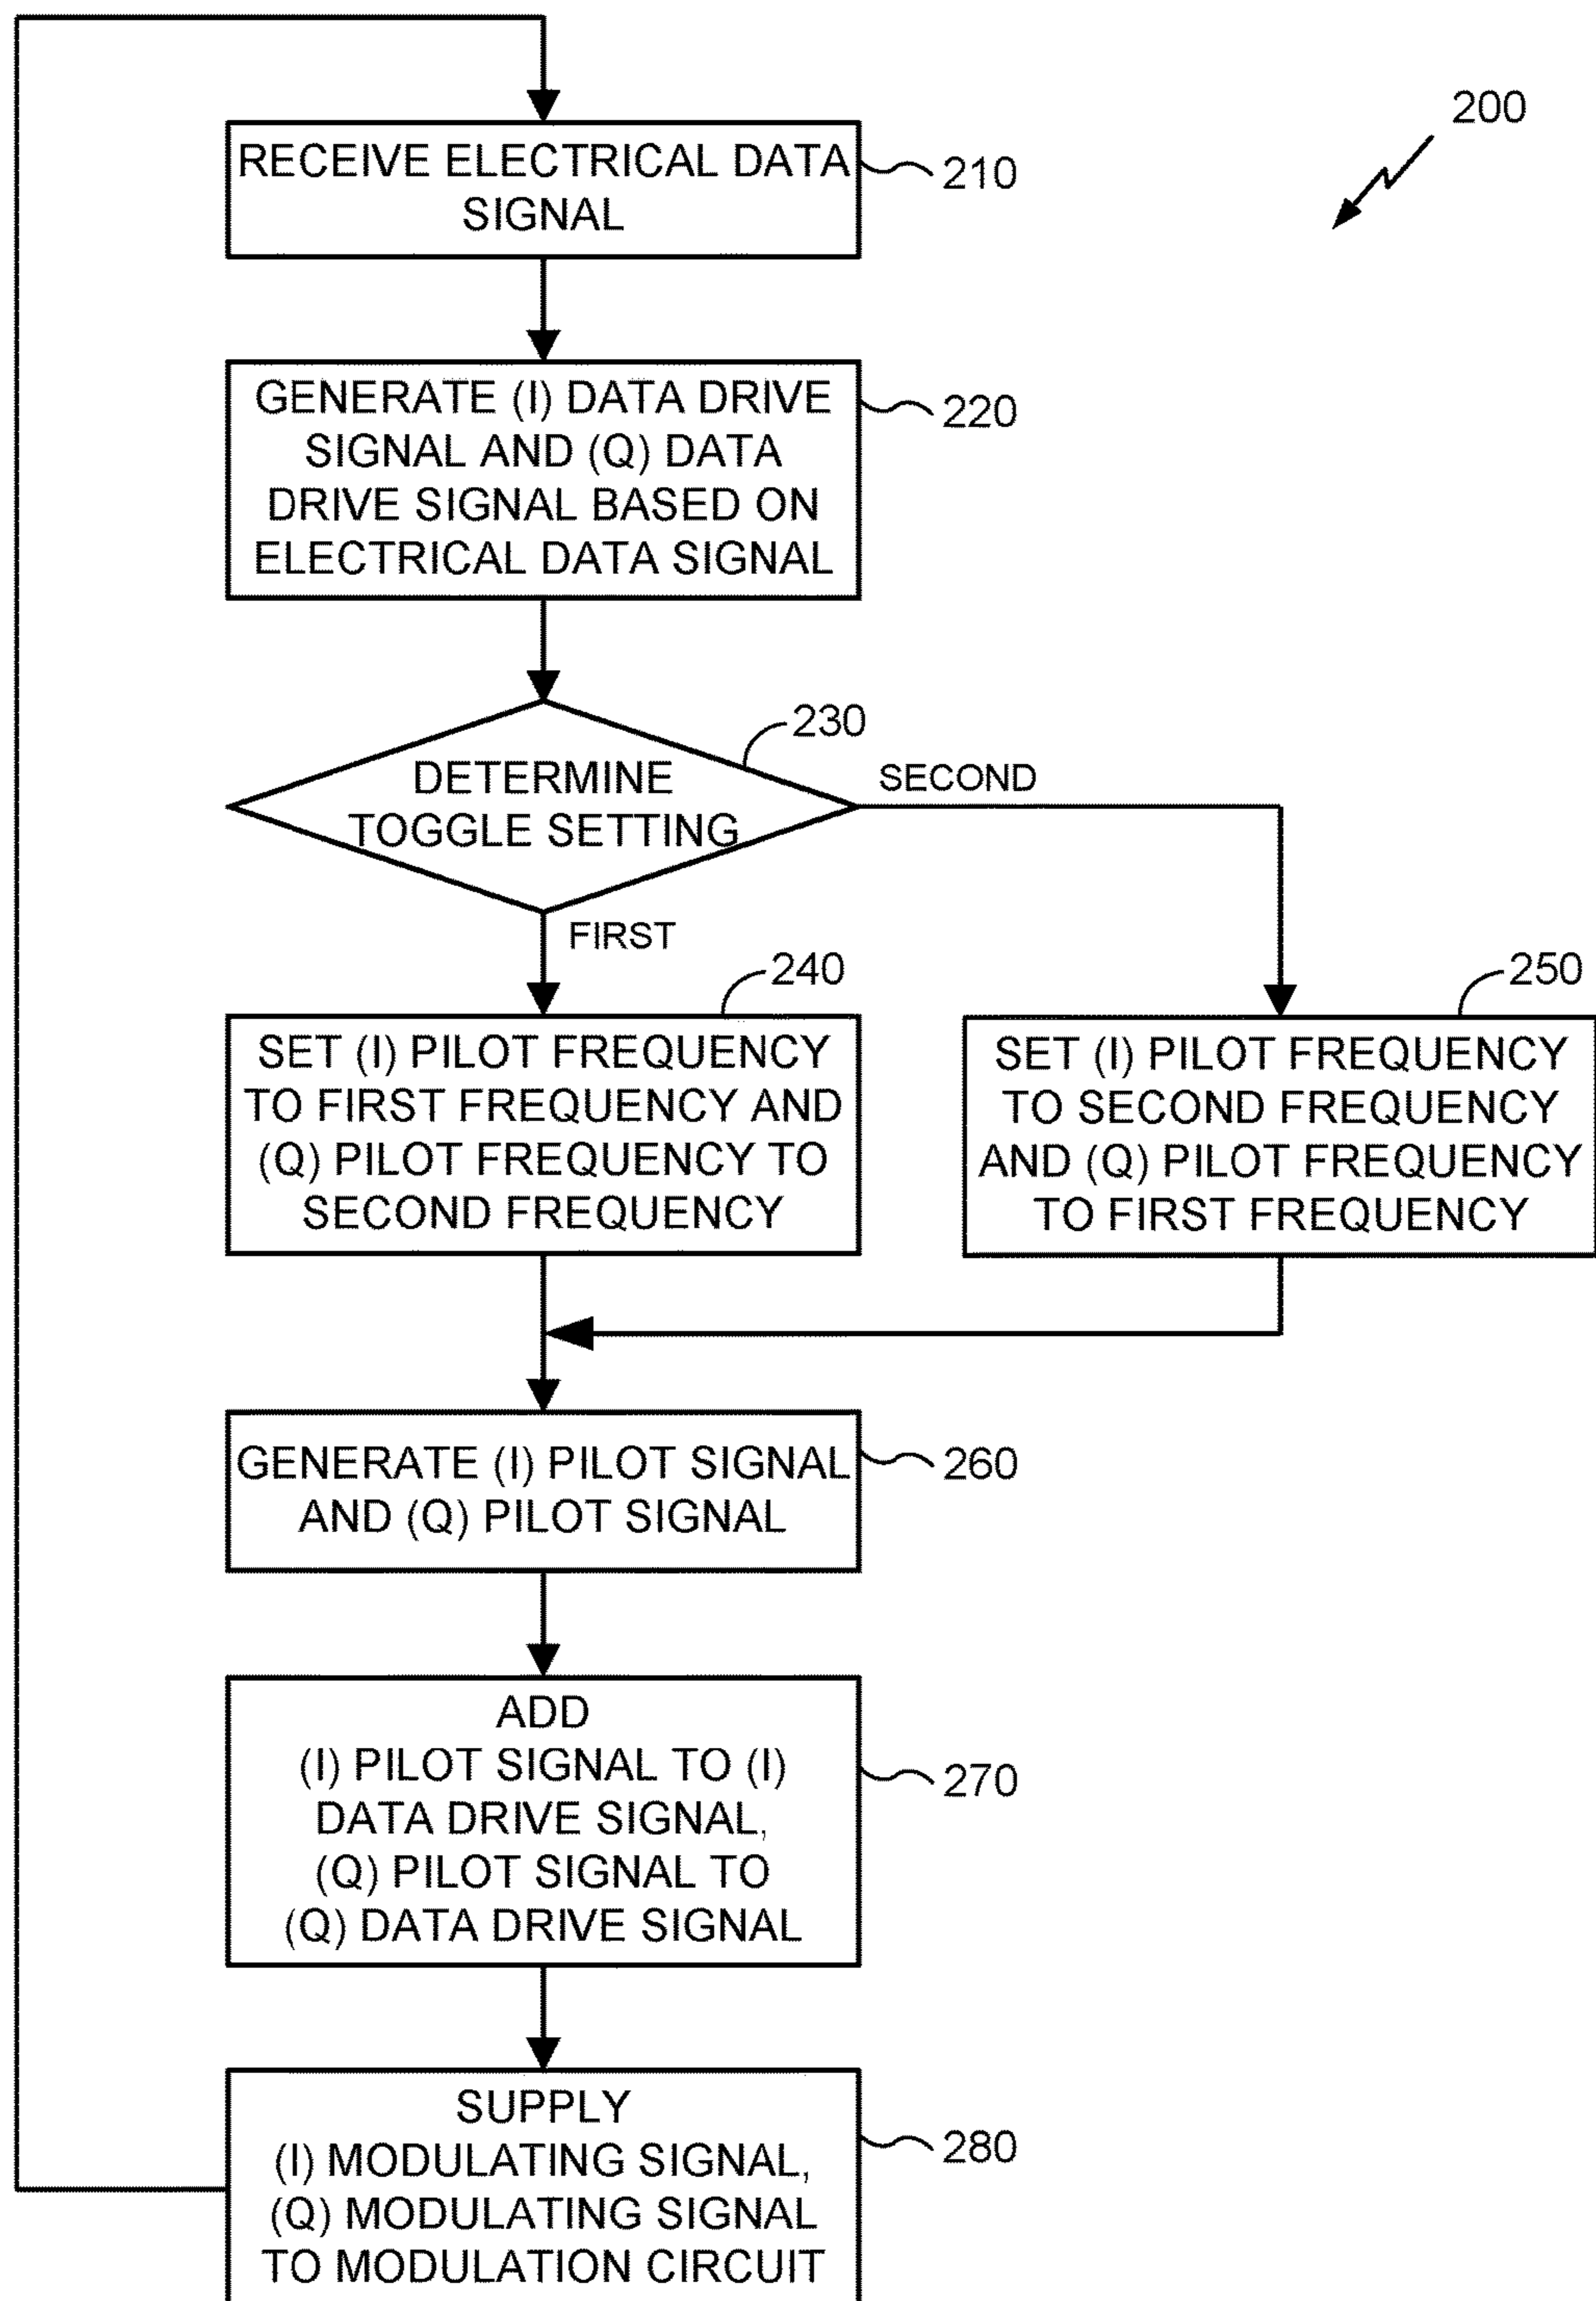 200
RECEIVE ELECTRICAL DATA
SIGNAL
210
GENERATE (I) DATA DRIVE
SIGNAL AND (Q) DATA
DRIVE SIGNAL BASED ON
ELECTRICAL DATA SIGNAL
220
DETERMINE
TOGGLE SETTING
230
SECOND
FIRST
240
SET (I) PILOT FREQUENCY
TO FIRST FREQUENCY AND
(Q) PILOT FREQUENCY TO
SECOND FREQUENCY
250
SET (I) PILOT FREQUENCY
TO SECOND FREQUENCY
AND (Q) PILOT FREQUENCY
TO FIRST FREQUENCY
GENERATE (I) PILOT SIGNAL
AND (Q) PILOT SIGNAL
260
ADD
(I) PILOT SIGNAL TO (I)
DATA DRIVE SIGNAL,
(Q) PILOT SIGNAL TO
(Q) DATA DRIVE SIGNAL
270
SUPPLY
(I) MODULATING SIGNAL,
(Q) MODULATING SIGNAL
TO MODULATION CIRCUIT
280